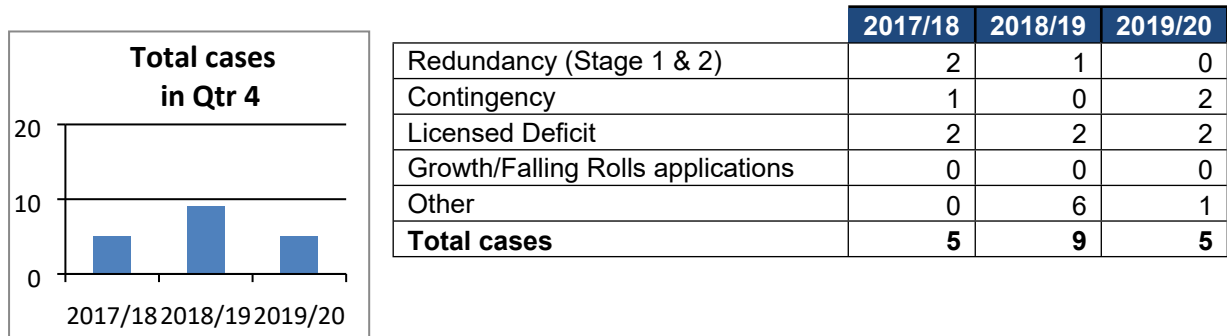 Total cases
in Qtr 4
20
10
0
2017/18 2018/19 2019/20
2017/18 2018/19 2019/20
Redundancy (Stage 1 & 2) 2 1 0
Contingency 1 0 2
Licensed Deficit 2 2 2
Growth/Falling Rolls applications 0 0 0
Other 0 6 1
Total cases 5 9 5